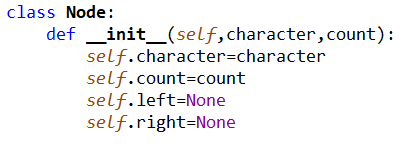 class Node:
    def __init__(self,character,count):
        self.character=character
        self.count=count
        self.left=None
        self.right=None